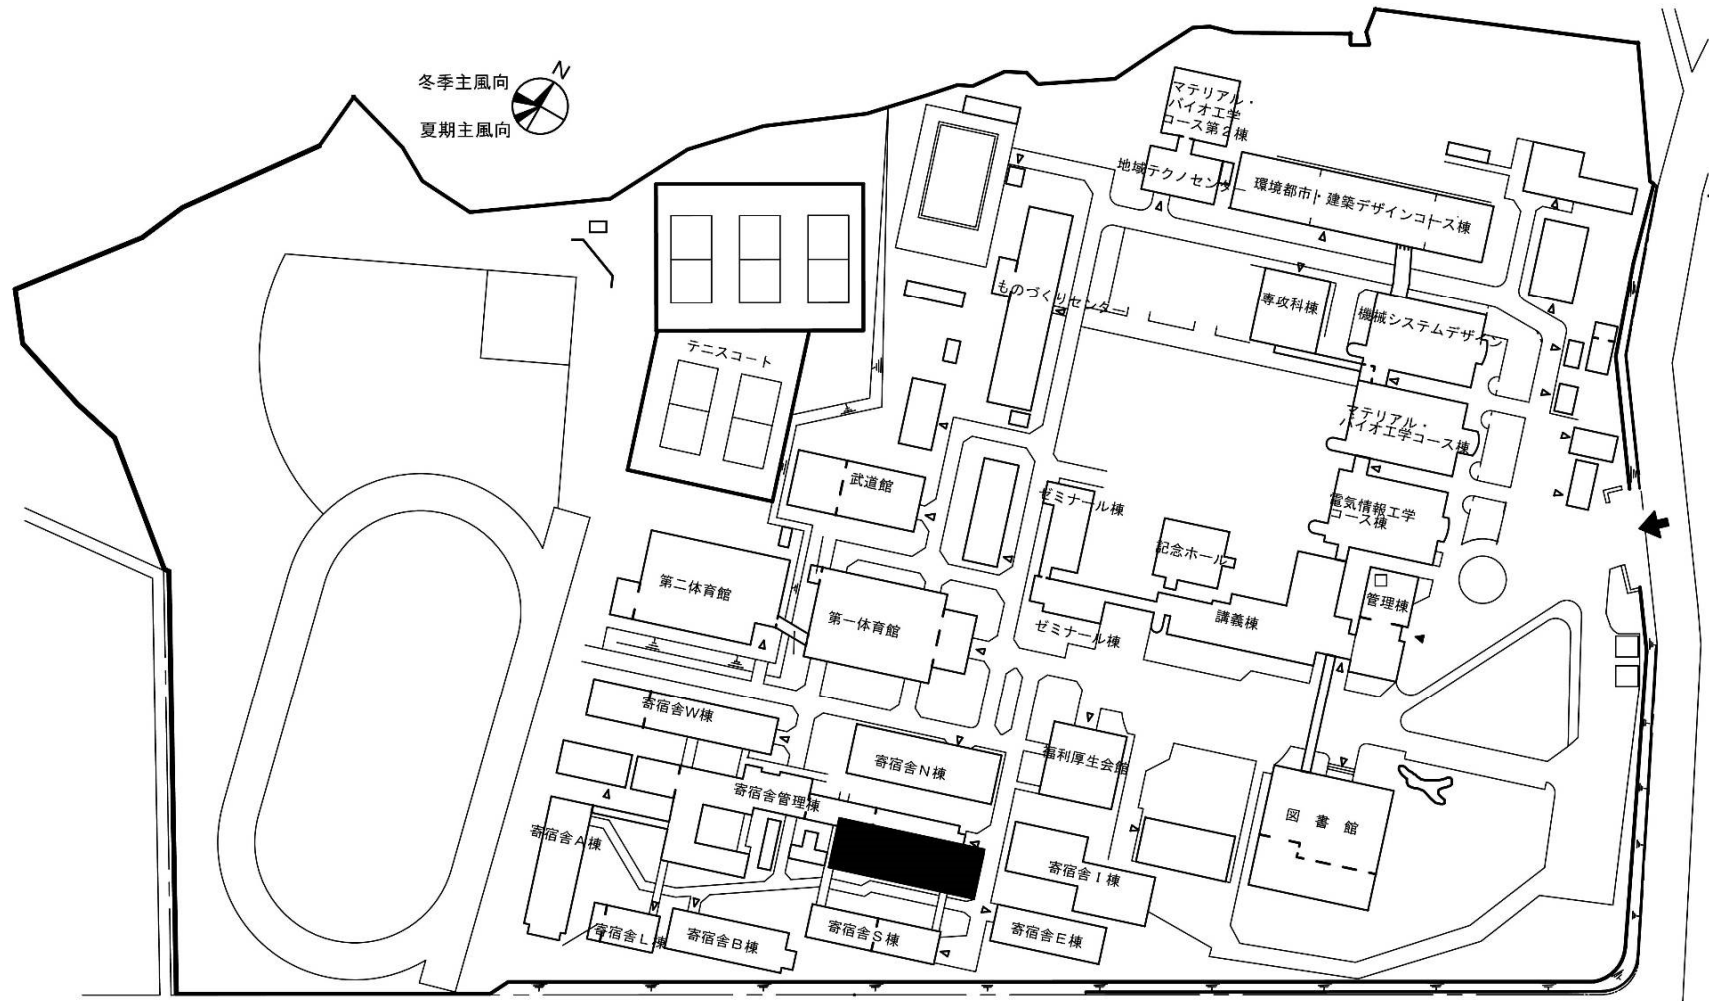 冬季主風向
N
夏期主風向
マテリアル・
バイオ工学
コース第2棟
地域テクノセンター
環境都市・建築デザインコース棟
ものづくりセンター
専攻科棟
機械システムデザイン
テニスコート
マテリアル・
バイオ工学コース棟
武道館
ゼミナール棟
電気情報工学
コース棟
記念ホール
第二体育館
第一体育館
管理棟
講義棟
ゼミナール棟
寄宿舎W棟
寄宿舎N棟
福利厚生会館
寄宿舎管理棟
図書館
寄宿舎A棟
寄宿舎I棟
寄宿舎L棟
寄宿舎B棟
寄宿舎S棟
寄宿舎E棟